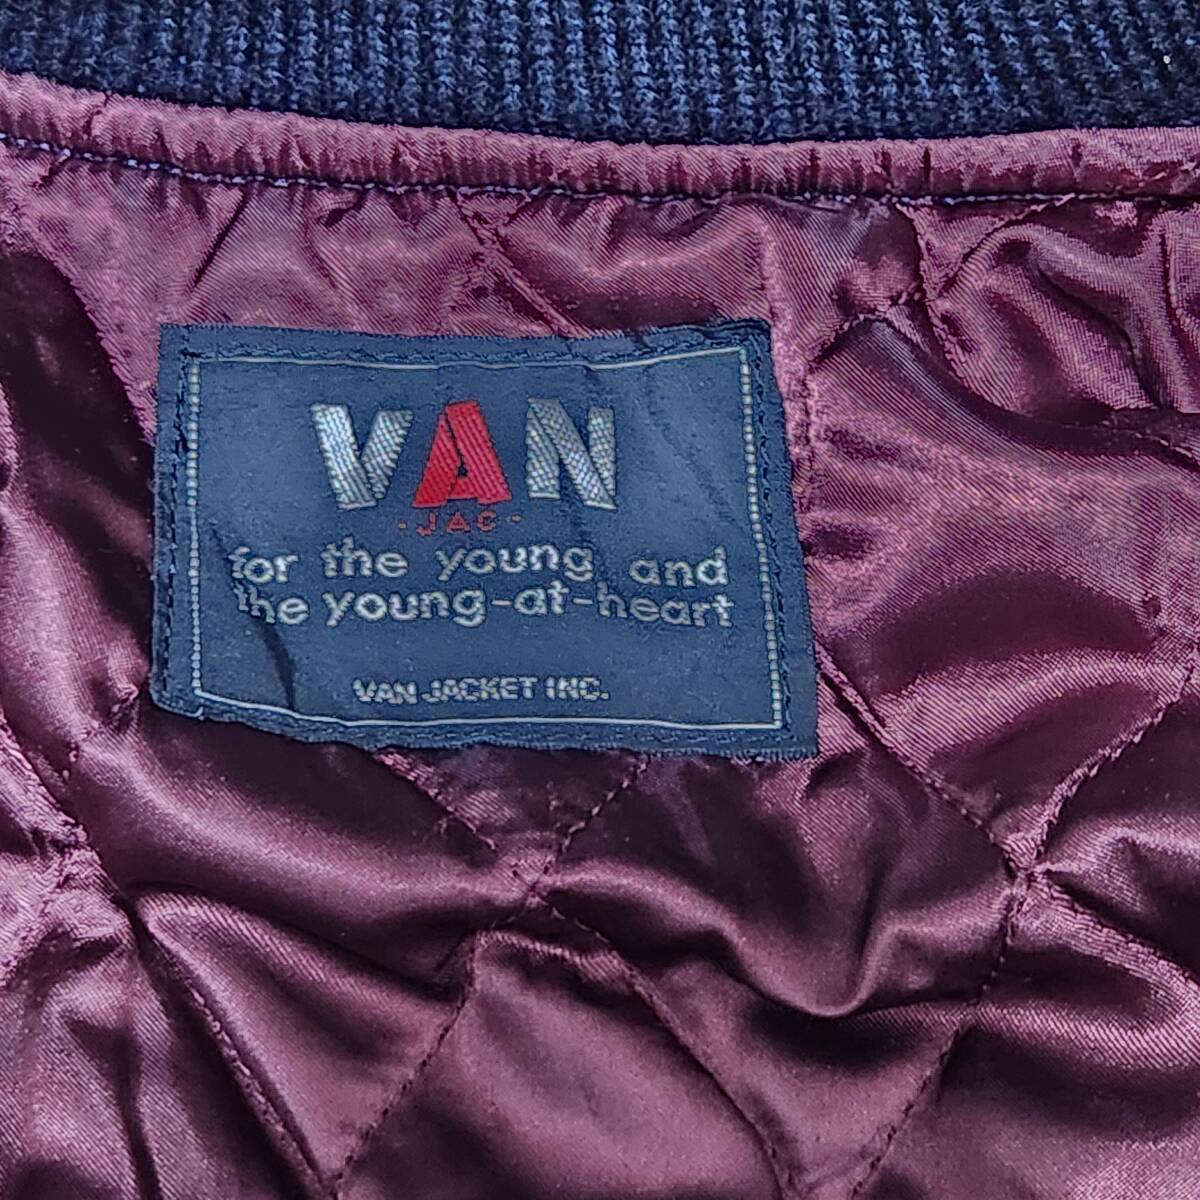 VAN
-JAC-
for the young and
the young-at-heart
VAN JACKET INC.